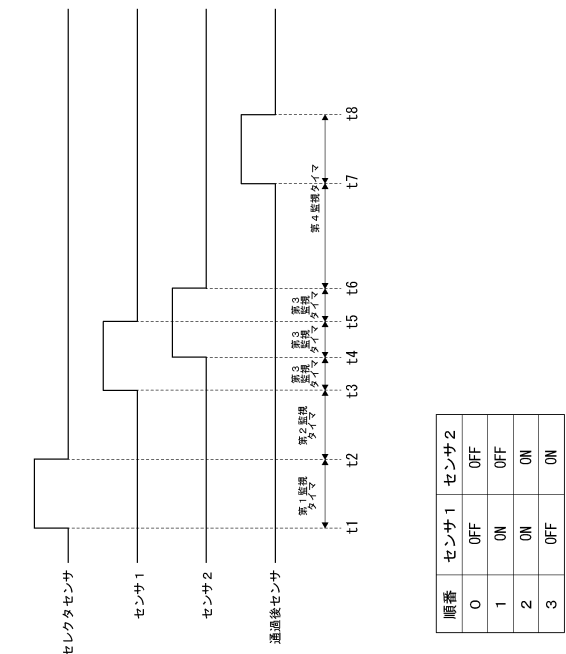 セレクタセンサ
センサ1
センサ2
通過後センサ
第1監視
タイマ
第2監視
タイマ
第3
監視
タイマ
第3
監視
タイマ
第3
監視
タイマ
第4監視タイマ
t1
t2
t3
t4
t5
t6
t7
t8
順番 センサ1 センサ2
0 OFF OFF
1 ON OFF
2 ON ON
3 OFF ON